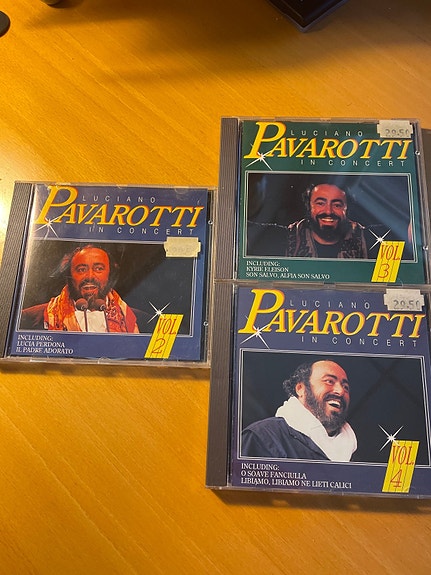 LUCIANO
PAVAROTTI
IN CONCERT
INCLUDING:
LUCIA PERDONA
IL PADRE ADORATO
VOL
2
LUCIANO
20.50
PAVAROTTI
IN CONCERT
INCLUDING:
KYRIE ELEISON
SON SALVO, ALFIA SON SALVO
VOL
3
LUCIANO
20.50
PAVAROTTI
IN CONCERT
INCLUDING:
O SOAVE FANCIULLA
LIBIAMO, LIBIAMO NE LIETI CALICI
VOL
4